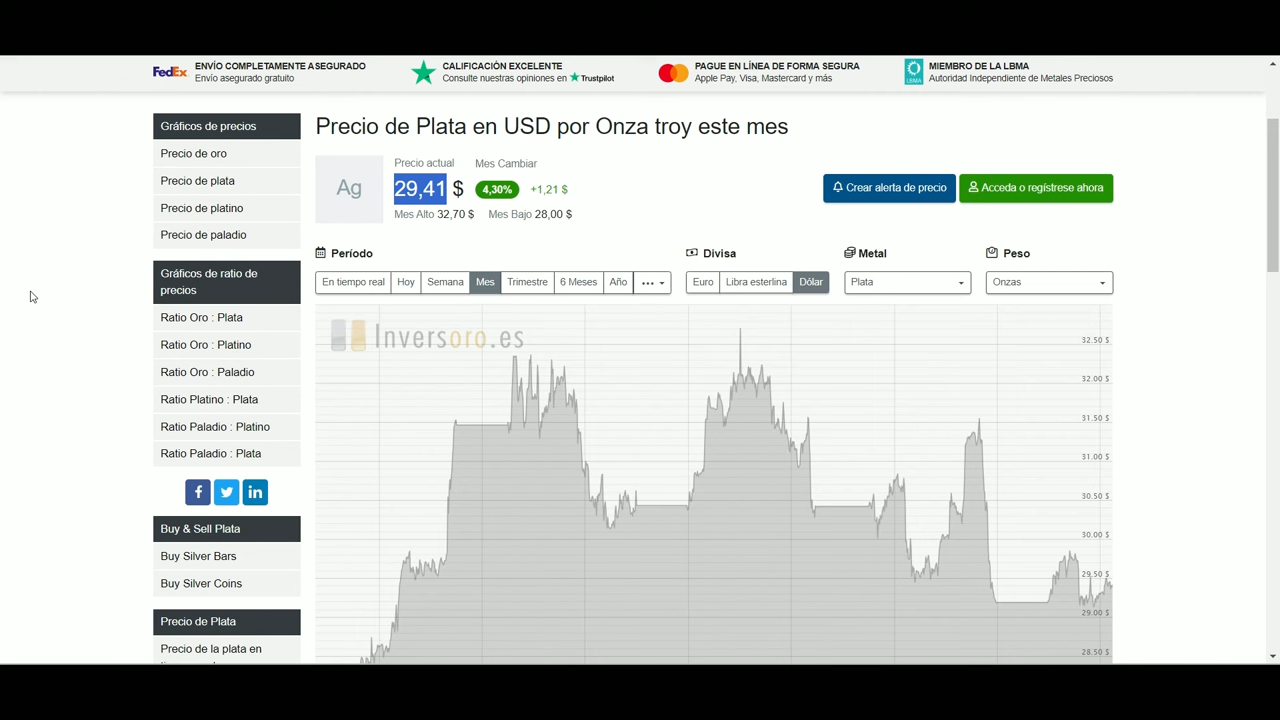 FedEx
ENVÍO COMPLETAMENTE ASEGURADO
Envío asegurado gratuito
CALIFICACIÓN EXCELENTE
Consulte nuestras opiniones en Trustpilot
PAGUE EN LÍNEA DE FORMA SEGURA
Apple Pay, Visa, Mastercard y más
LBMA
MIEMBRO DE LA LBMA
Autoridad Independiente de Metales Preciosos
Gráficos de precios
Precio de oro
Precio de plata
Precio de platino
Precio de paladio
Gráficos de ratio de
precios
Ratio Oro : Plata
Ratio Oro : Platino
Ratio Oro : Paladio
Ratio Platino : Plata
Ratio Paladio : Platino
Ratio Paladio : Plata
Buy & Sell Plata
Buy Silver Bars
Buy Silver Coins
Precio de Plata
Precio de la plata en
Precio de Plata en USD por Onza troy este mes
Ag
Precio actual
Mes Cambiar
29,41 $
4,30%
+1,21 $
Mes Alto 32,70 $
Mes Bajo 28,00 $
Crear alerta de precio
Acceda o regístrese ahora
Período
En tiempo real
Hoy
Semana
Mes
Trimestre
6 Meses
Año
...
Divisa
Euro
Libra esterlina
Dólar
Metal
Plata
Peso
Onzas
Inversoro.es
32.50 $
32.00 $
31.50 $
31.00 $
30.50 $
30.00 $
29.50 $
29.00 $
28.50 $